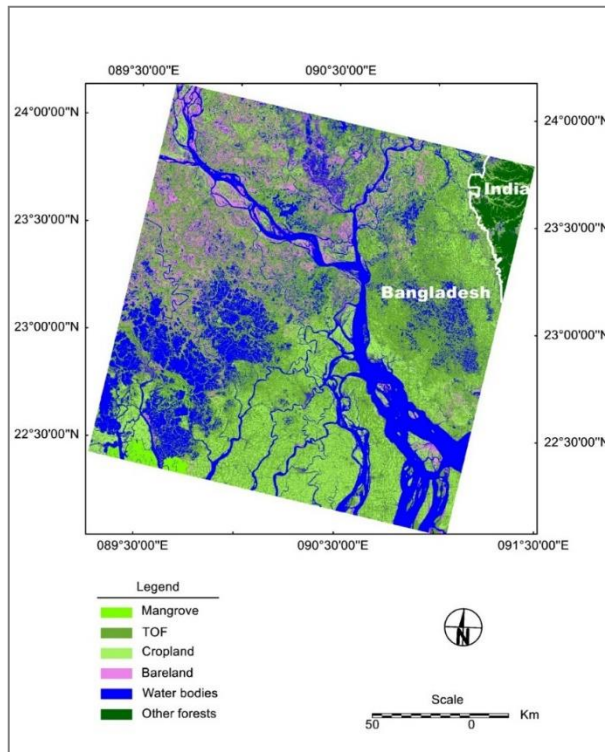 089°30'00"E 090°30'00"E
24°00'00"N 24°00'00"N
India
23°30'00"N 23°30'00"N
Bangladesh
23°00'00"N 23°00'00"N
22°30'00"N 22°30'00"N
089°30'00"E 090°30'00"E 091°30'00"E
Legend
Mangrove
TOF
Cropland
Bareland
Water bodies
Other forests
N
Scale
50 0 Km